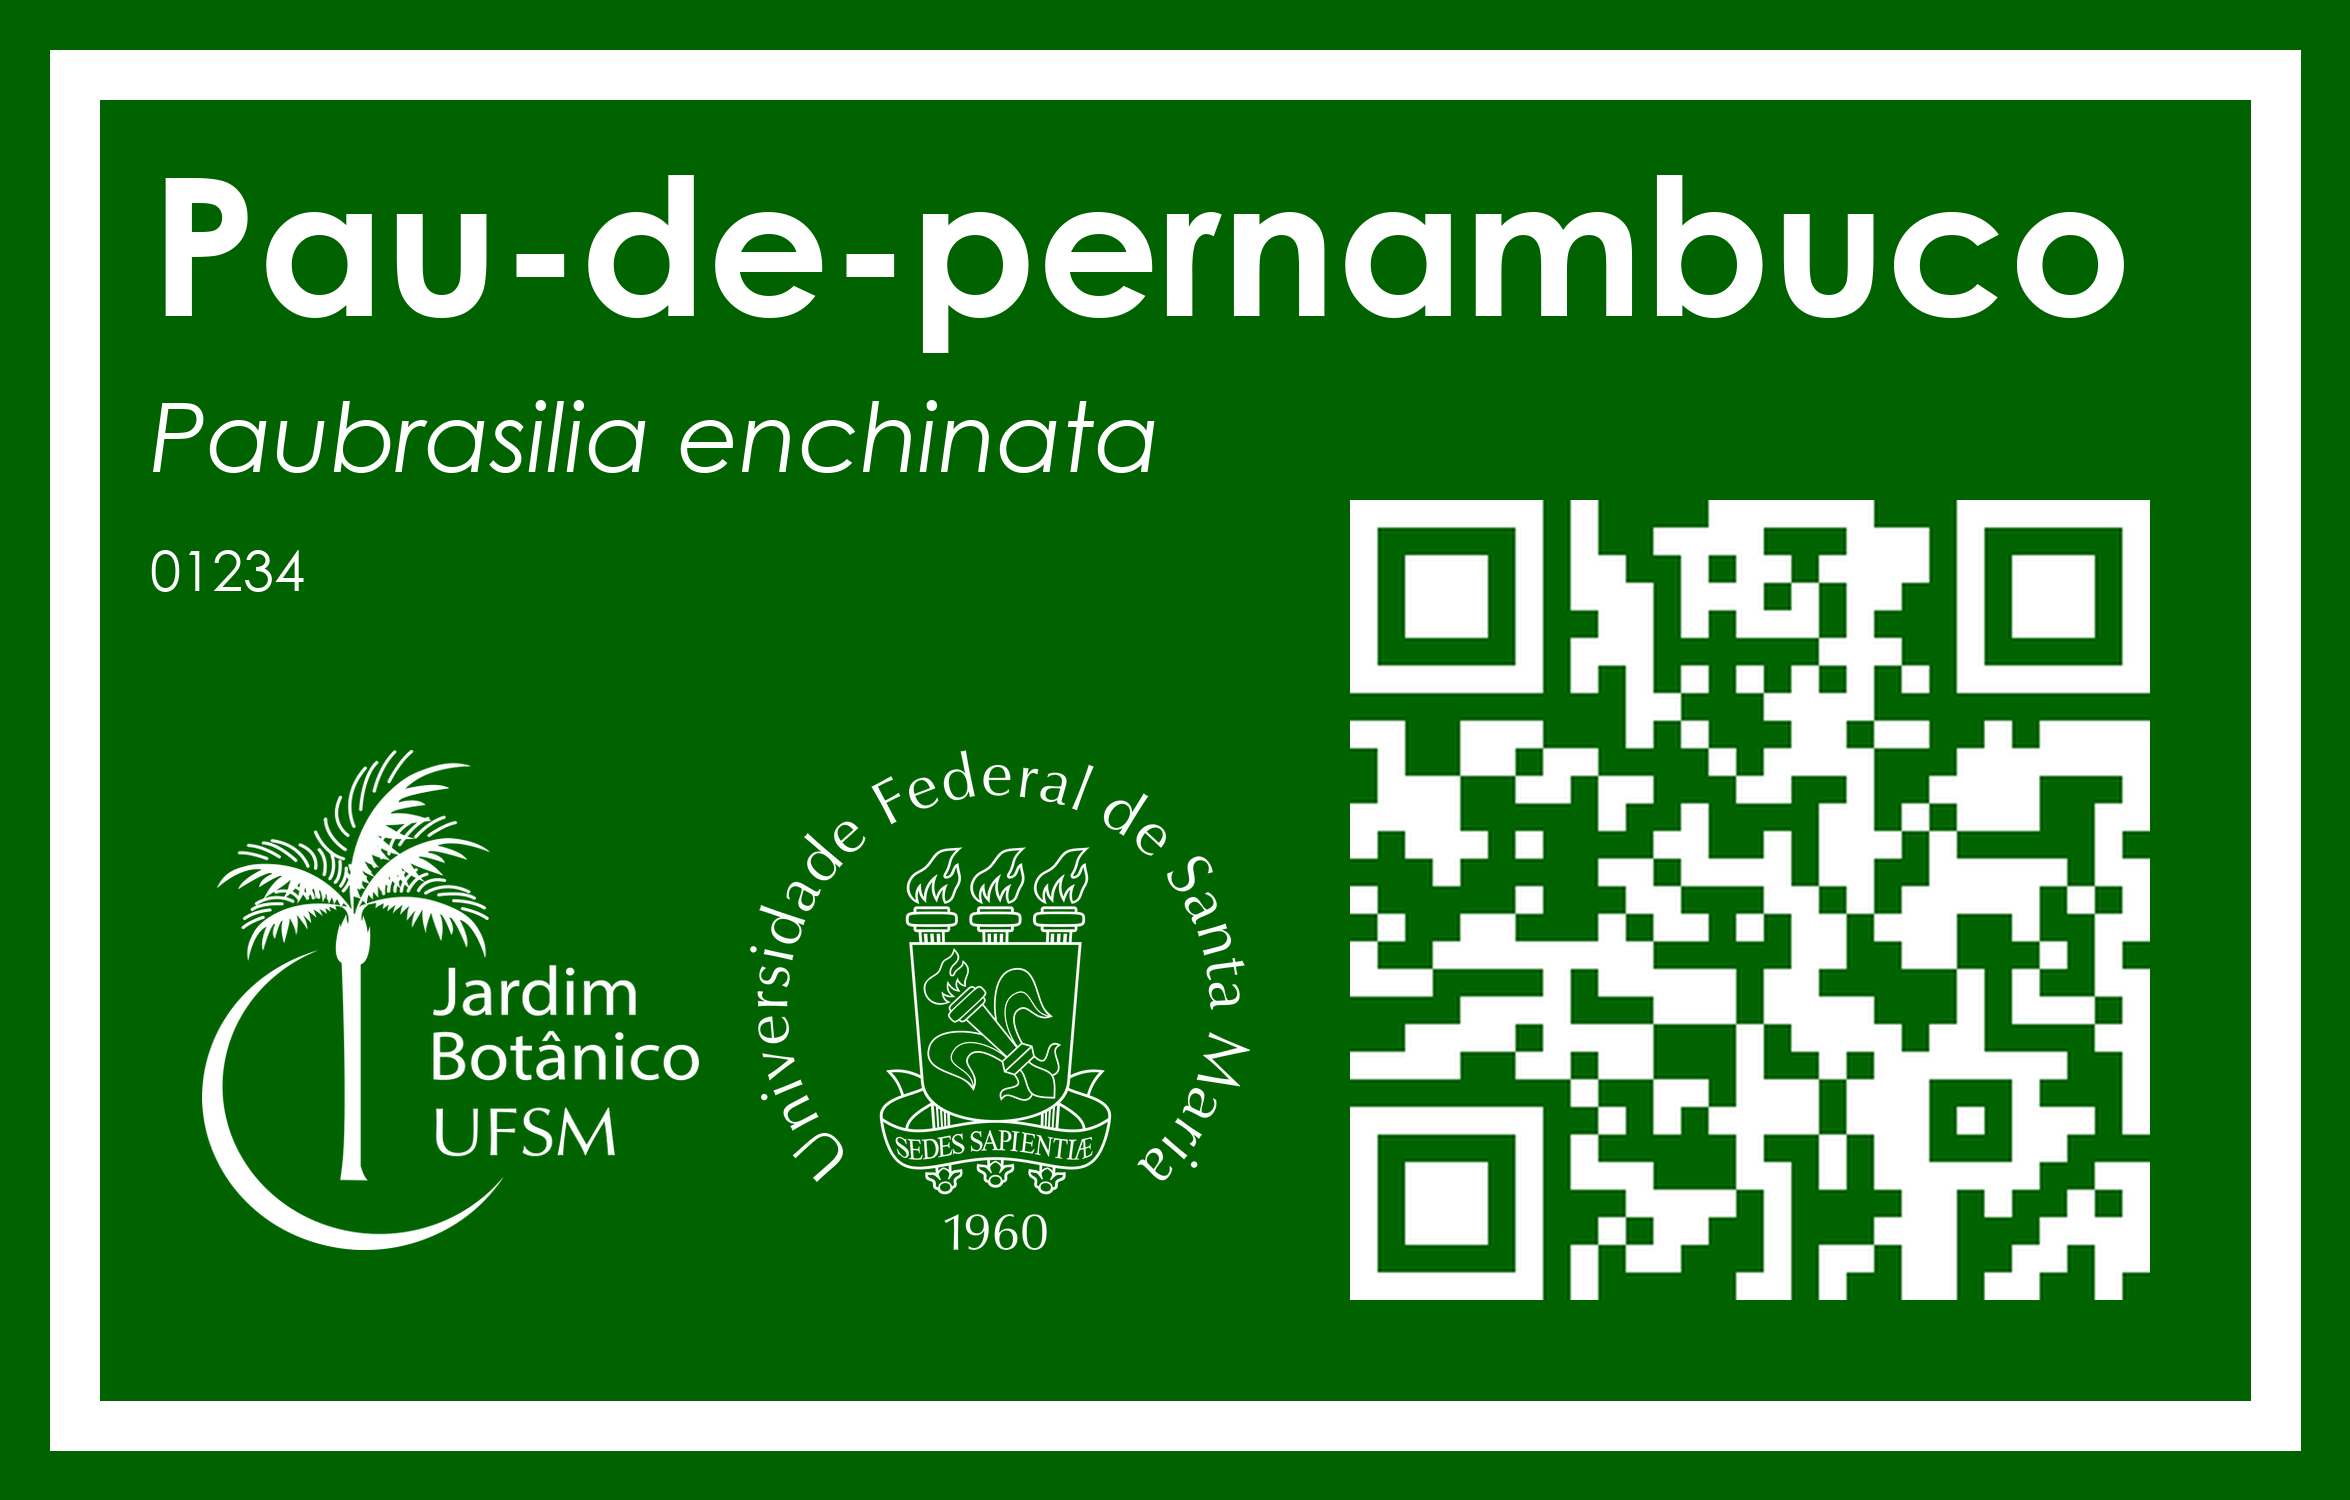 Pau-de-pernambuco
Paubrasilia enchinata
01234
Jardim
Botânico
UFSM
Universidade Federal de Santa Maria
SEDES SAPIENTIÆ
1960